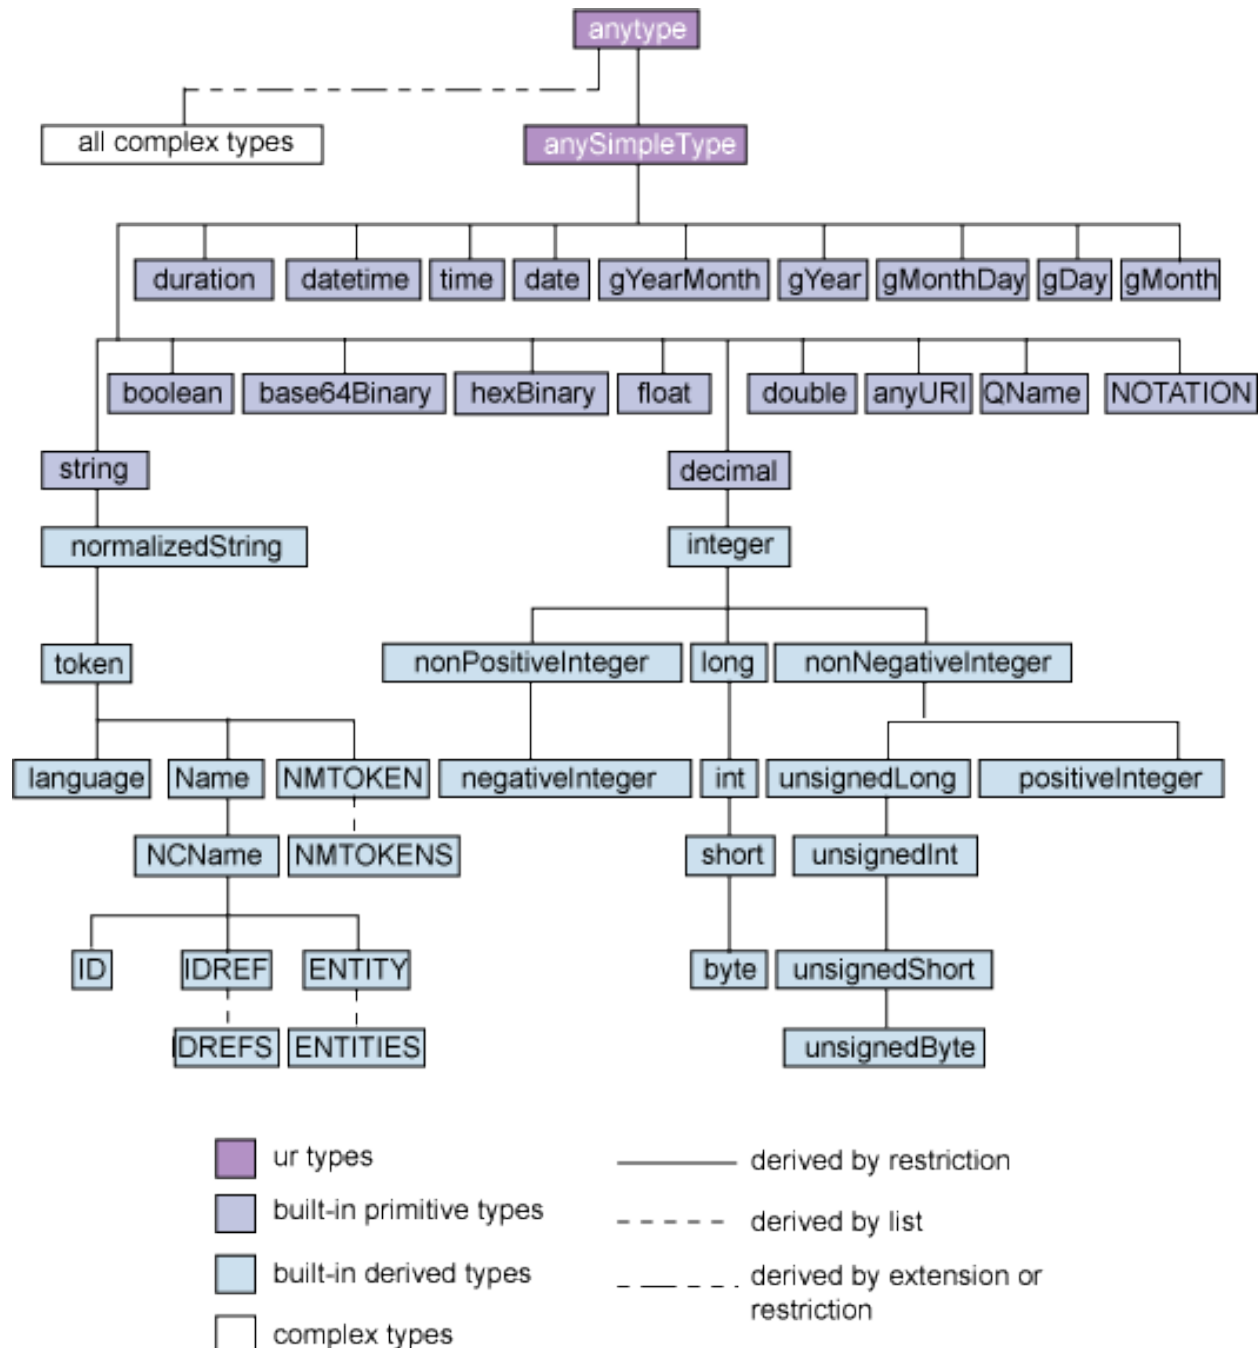 anytype
all complex types
anySimpleType
duration
datetime
time
date
gYearMonth
gYear
gMonthDay
gDay
gMonth
boolean
base64Binary
hexBinary
float
double
anyURI
QName
NOTATION
string
decimal
normalizedString
integer
token
nonPositiveInteger
long
nonNegativeInteger
language
Name
NMTOKEN
negativeInteger
int
unsignedLong
positiveInteger
NCName
NMTOKENS
short
unsignedInt
ID
IDREF
ENTITY
byte
unsignedShort
IDREFS
ENTITIES
unsignedByte
ur types
built-in primitive types
built-in derived types
complex types
derived by restriction
derived by list
derived by extension or
restriction